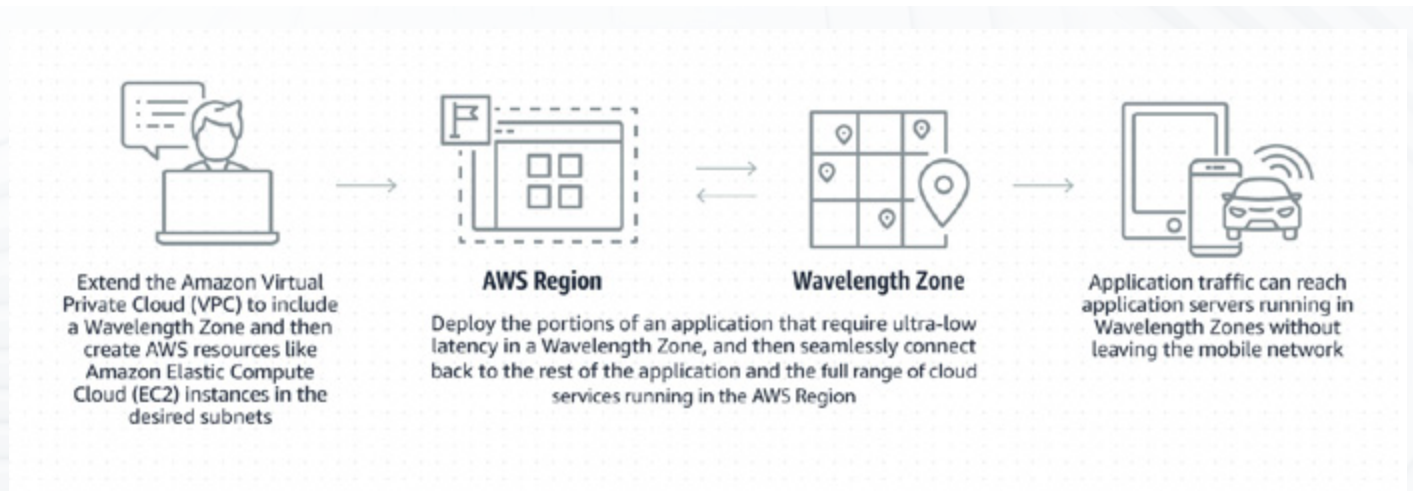 Extend the Amazon Virtual
Private Cloud (VPC) to include
a Wavelength Zone and then
create AWS resources like
Amazon Elastic Compute
Cloud (EC2) instances in the
desired subnets
AWS Region
Wavelength Zone
Deploy the portions of an application that require ultra-low
latency in a Wavelength Zone, and then seamlessly connect
back to the rest of the application and the full range of cloud
services running in the AWS Region
Application traffic can reach
application servers running in
Wavelength Zones without
leaving the mobile network